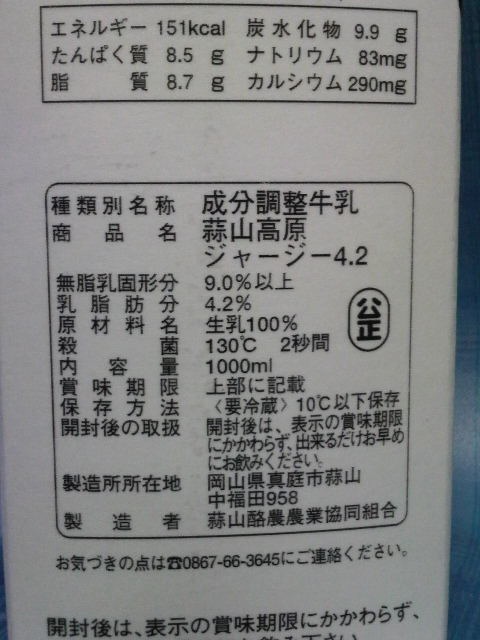 エネルギー 151kcal 炭水化物 9.9 g
たんぱく質 8.5 g ナトリウム 83mg
脂質 8.7 g カルシウム 290mg
種類別名称 成分調整牛乳
商品名 蒜山高原
ジャージー4.2
無脂乳固形分 9.0%以上
乳脂肪分 4.2%
原材料名 生乳100%
殺菌 130℃ 2秒間
内容量 1000ml
賞味期限 上部に記載
保存方法 〈要冷蔵〉10℃以下保存
開封後の取扱 開封後は、表示の賞味期限
にかかわらず、出来るだけお早め
にお飲みください。
公正
製造所所在地 岡山県真庭市蒜山
中福田958
製造者 蒜山酪農農業協同組合
お気づきの点は☎0867-66-3645にご連絡ください。
開封後は、表示の賞味期限にかかわらず、